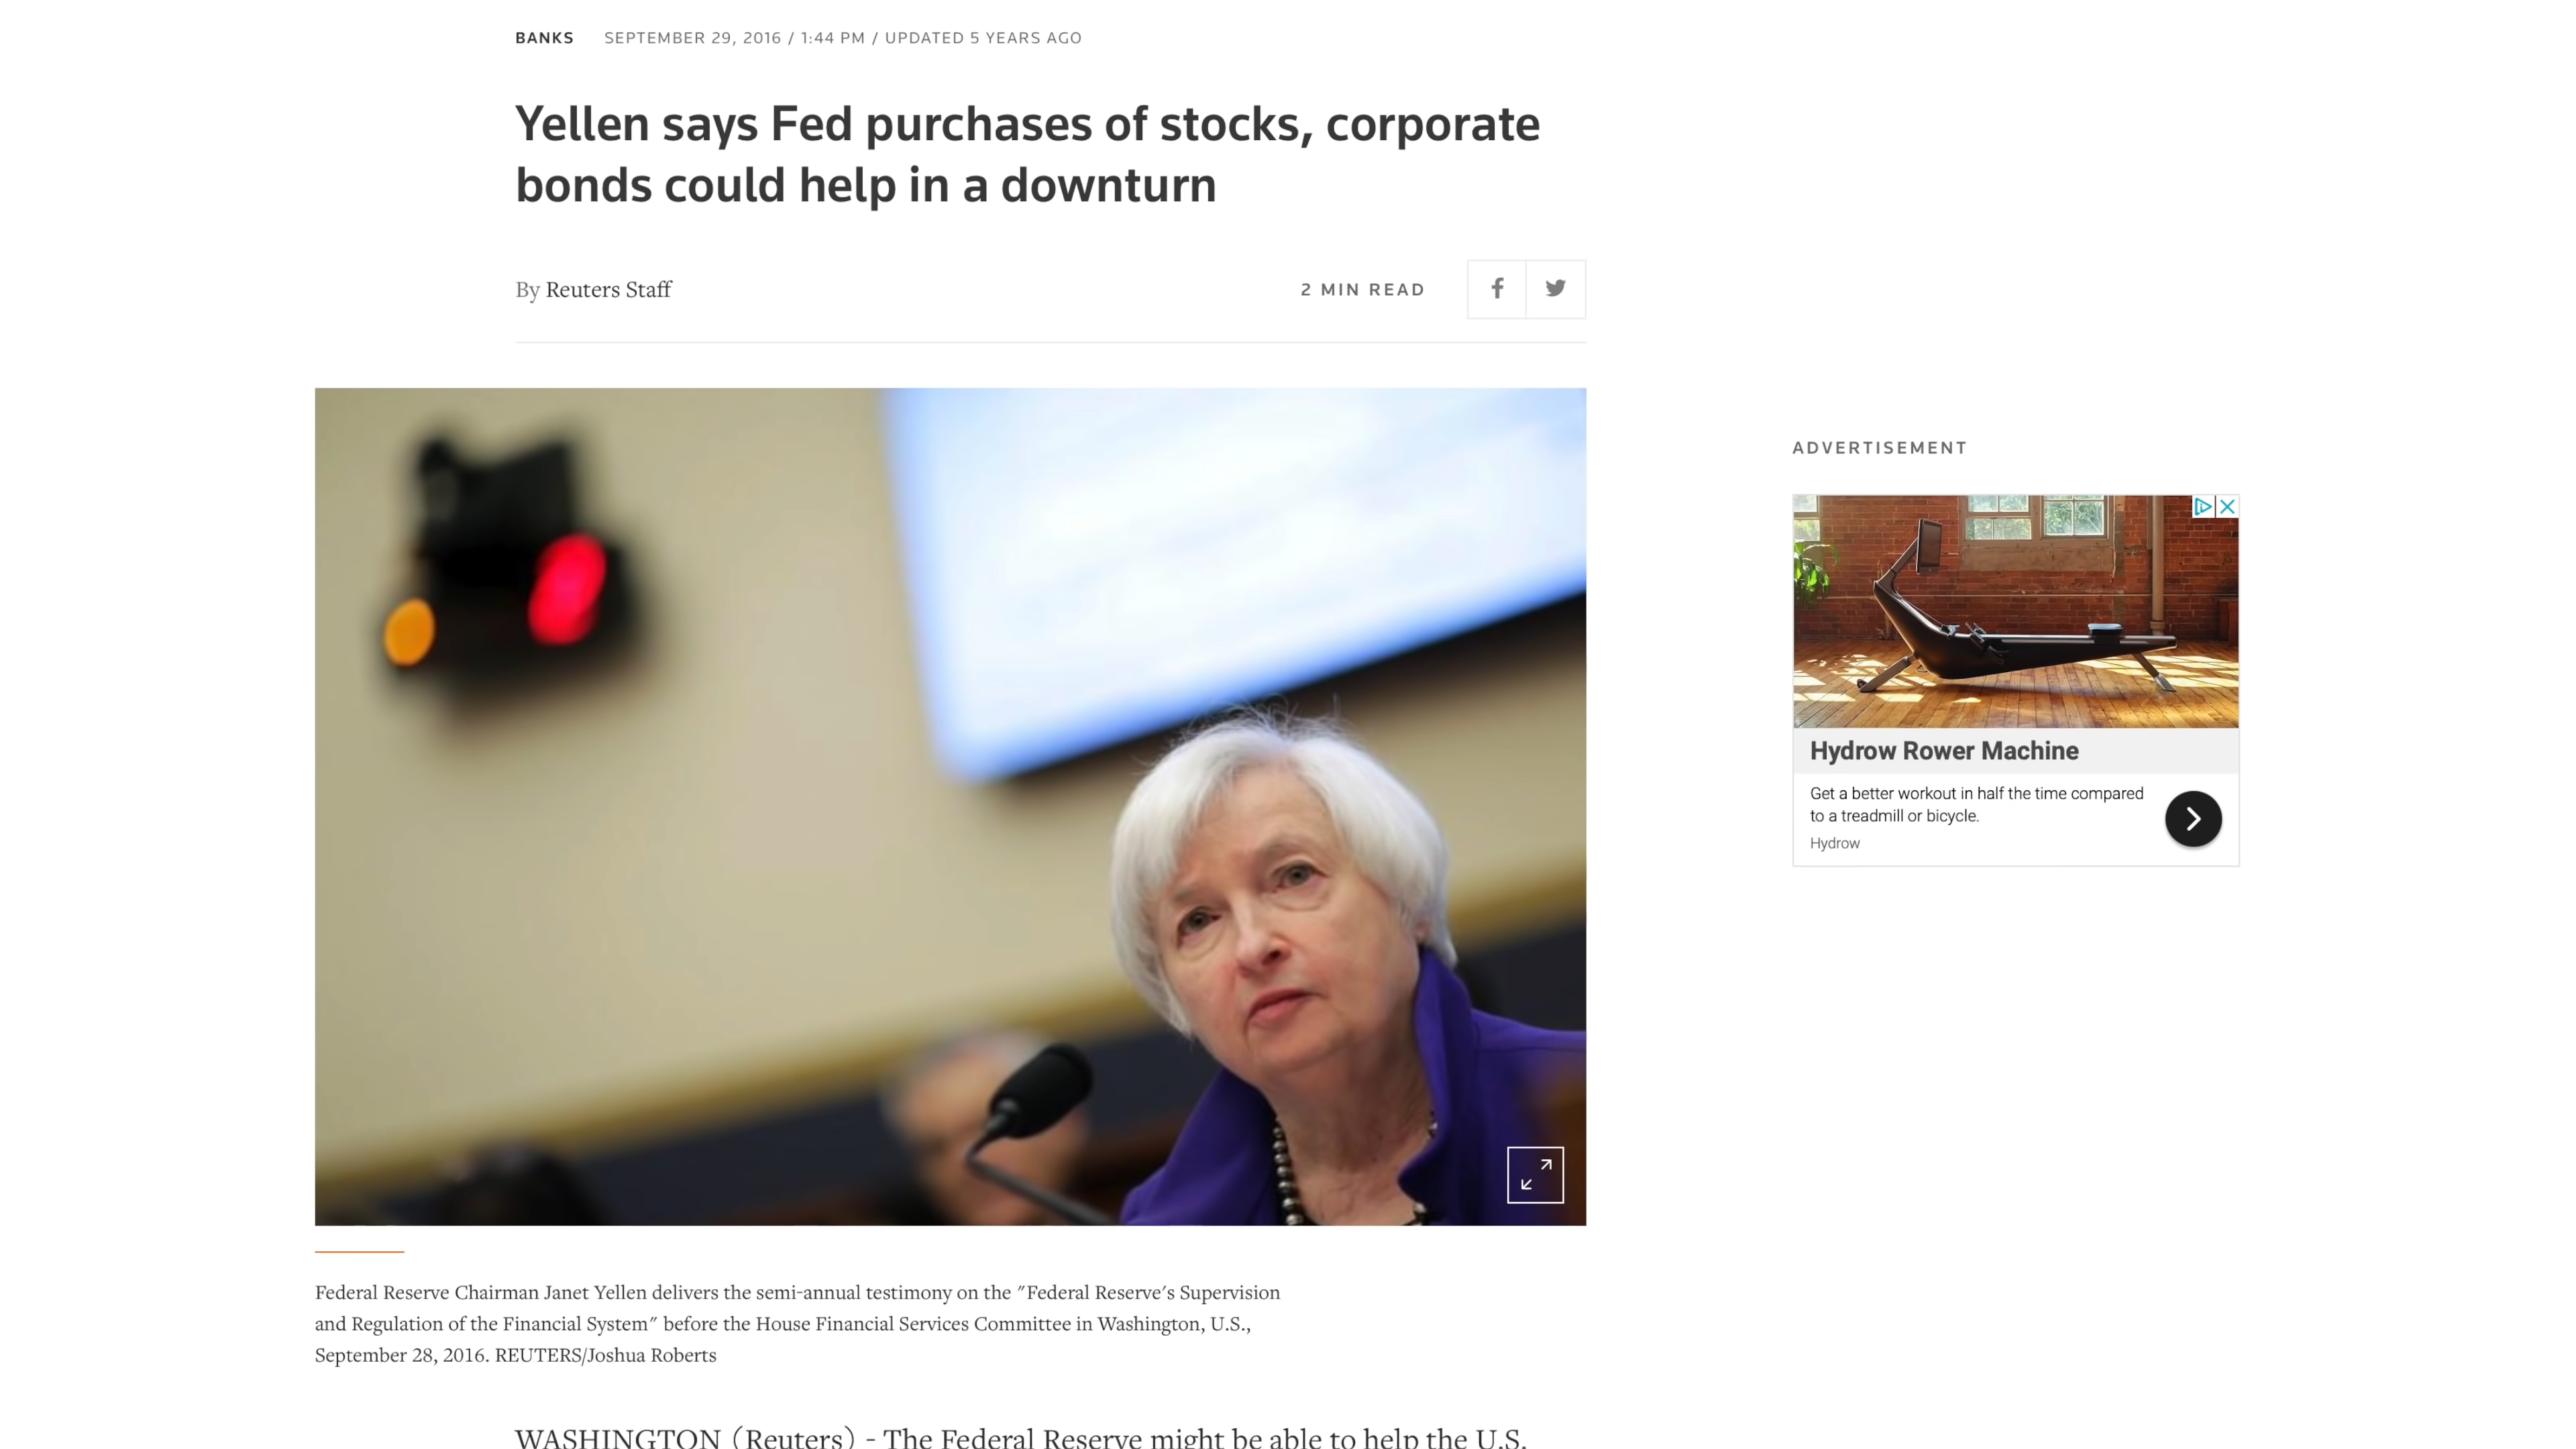 BANKS SEPTEMBER 29, 2016 / 1:44 PM / UPDATED 5 YEARS AGO
Yellen says Fed purchases of stocks, corporate
bonds could help in a downturn
By Reuters Staff
2 MIN READ
ADVERTISEMENT
Hydrow Rower Machine
Get a better workout in half the time compared
to a treadmill or bicycle.
Hydrow
Federal Reserve Chairman Janet Yellen delivers the semi-annual testimony on the "Federal Reserve's Supervision
and Regulation of the Financial System" before the House Financial Services Committee in Washington, U.S.,
September 28, 2016. REUTERS/Joshua Roberts
WASHINGTON (Reuters) - The Federal Reserve might be able to help the U.S.